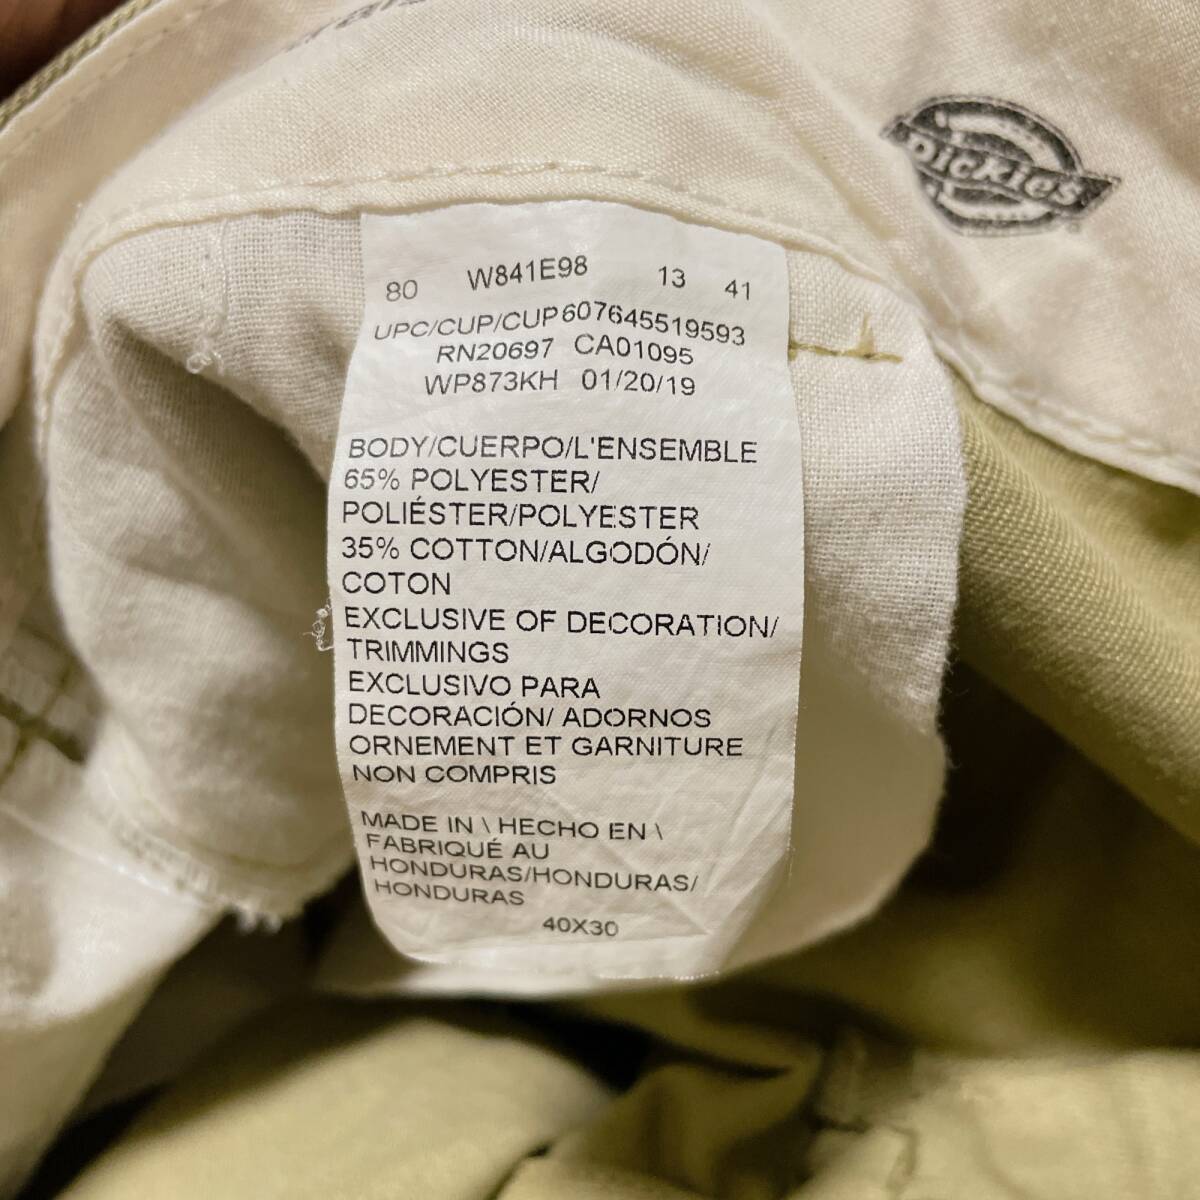 Dickies
80 W841E98 13 41
UPC/CUP/CUP607645519593
RN20697 CA01095
WP873KH 01/20/19
BODY/CUERPO/L'ENSEMBLE
65% POLYESTER/
POLIÉSTER/POLYESTER
35% COTTON/ALGODÓN/
COTON
EXCLUSIVE OF DECORATION/
TRIMMINGS
EXCLUSIVO PARA
DECORACIÓN/ ADORNOS
ORNEMENT ET GARNITURE
NON COMPRIS
MADE IN \ HECHO EN \
FABRIQUÉ AU
HONDURAS/HONDURAS/
HONDURAS
40X30